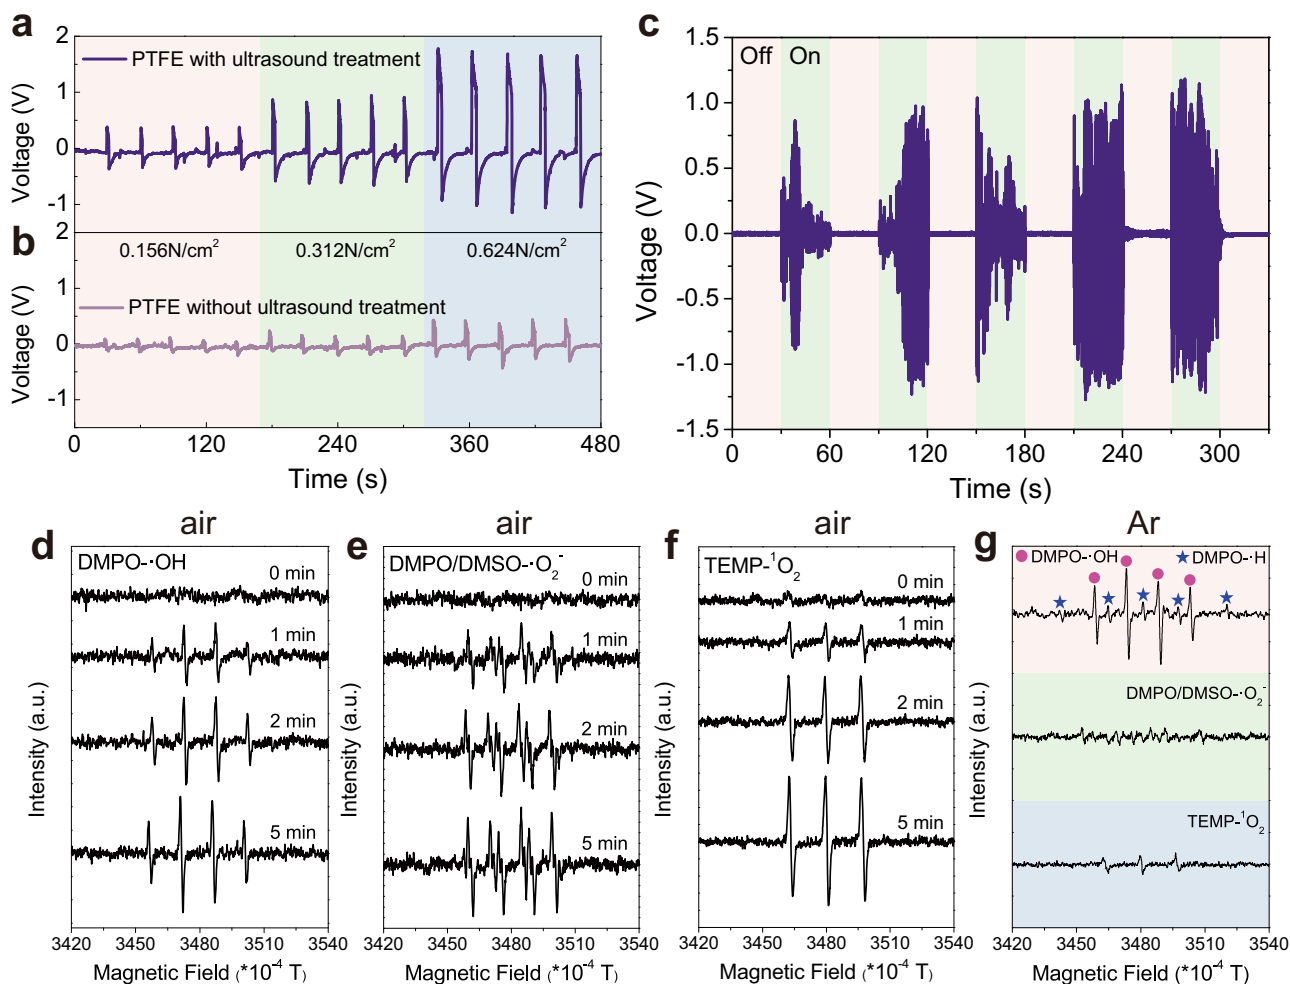 a
PTFE with ultrasound treatment
2
1
0
-1
Voltage (V)
b
0.156N/cm²
0.312N/cm²
0.624N/cm²
PTFE without ultrasound treatment
2
1
0
-1
Voltage (V)
0
120
240
360
480
Time (s)
c
Off On
1.5
1.0
0.5
0.0
-0.5
-1.0
-1.5
Voltage (V)
0
60
120
180
240
300
Time (s)
d
air
DMPO-·OH
0 min
1 min
2 min
5 min
Intensity (a.u.)
3420
3480
3510
3540
Magnetic Field (*10⁻⁴ T)
e
air
DMPO/DMSO-·O₂⁻
0 min
1 min
2 min
5 min
Intensity (a.u.)
3420
3450
3480
3510
3540
Magnetic Field (*10⁻⁴ T)
f
air
TEMP-¹O₂
0 min
1 min
2 min
5 min
Intensity (a.u.)
3420
3450
3480
3510
3540
Magnetic Field (*10⁻⁴ T)
g
Ar
DMPO-·OH
DMPO-·H
DMPO/DMSO-·O₂⁻
TEMP-¹O₂
Intensity (a.u.)
3420
3450
3480
3510
3540
Magnetic Field (*10⁻⁴ T)